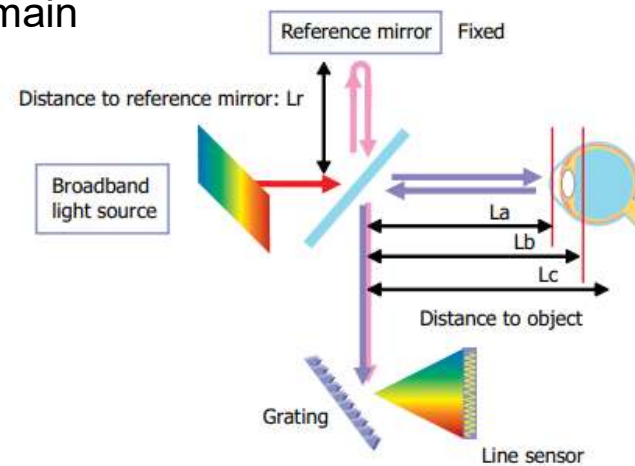 main
Reference mirror
Fixed
Distance to reference mirror: Lr
Broadband
light source
La
Lb
Lc
Distance to object
Grating
Line sensor